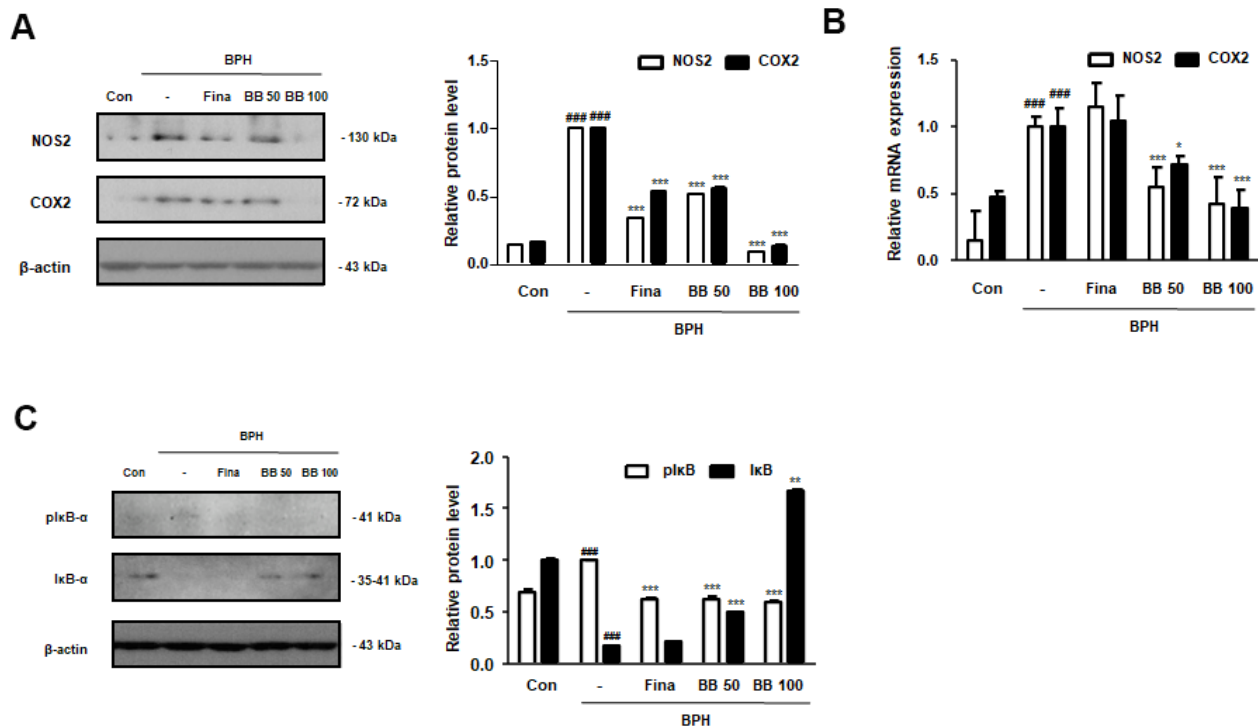 A
BPH
Con - Fina BB 50 BB 100
NOS2 - 130 kDa
COX2 - 72 kDa
β-actin - 43 kDa
NOS2 COX2
Relative protein level
1.5
1.0
0.5
0.0
### ###
*** ***
*** ***
*** ***
Con - Fina BB 50 BB 100
BPH
B
NOS2 COX2
Relative mRNA expression
1.5
1.0
0.5
0.0
### ###
*** *
*** ***
Con - Fina BB 50 BB 100
BPH
C
BPH
Con - Fina BB 50 BB 100
pIκB-α - 41 kDa
IκB-α - 35-41 kDa
β-actin - 43 kDa
pIκB IκB
Relative protein level
2.0
1.5
1.0
0.5
0.0
### ###
***
*** ***
*** **
Con - Fina BB 50 BB 100
BPH